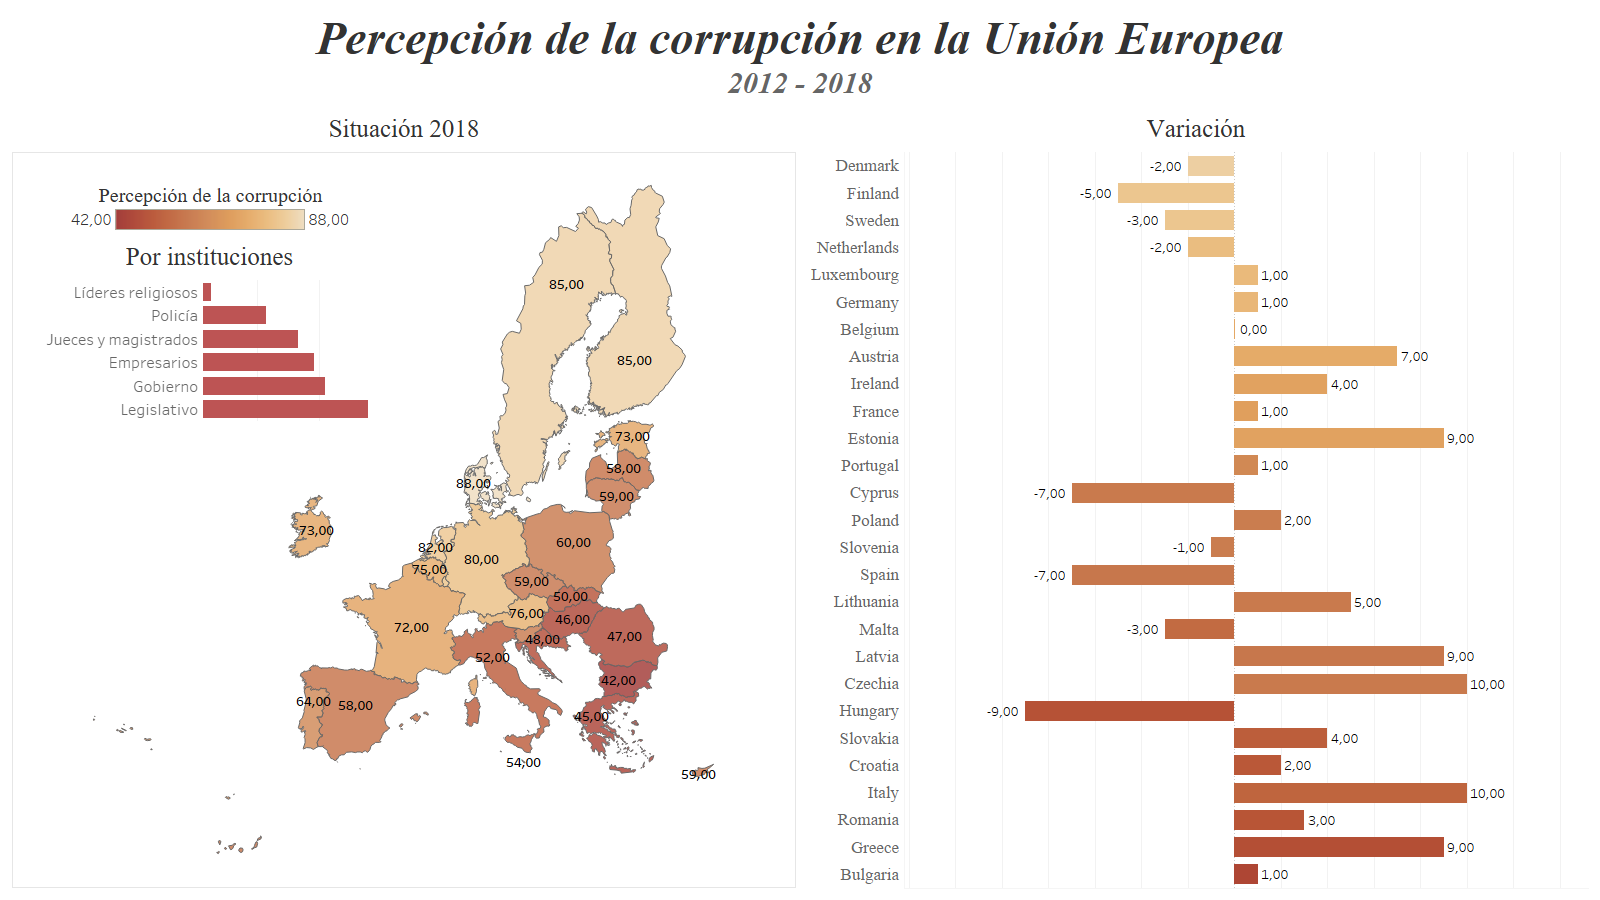 Percepción de la corrupción en la Unión Europea
2012 - 2018
Situación 2018
Percepción de la corrupción
42,00 88,00
Por instituciones
Líderes religiosos
Policía
Jueces y magistrados
Empresarios
Gobierno
Legislativo
85,00
85,00
73,00
58,00
88,00
59,00
73,00
60,00
82,00
80,00
75,00
59,00
50,00
76,00
46,00
72,00
47,00
48,00
52,00
42,00
64,00
58,00
45,00
54,00
59,00
Variación
Denmark -2,00
Finland -5,00
Sweden -3,00
Netherlands -2,00
Luxembourg 1,00
Germany 1,00
Belgium 0,00
Austria 7,00
Ireland 4,00
France 1,00
Estonia 9,00
Portugal 1,00
Cyprus -7,00
Poland 2,00
Slovenia -1,00
Spain -7,00
Lithuania 5,00
Malta -3,00
Latvia 9,00
Czechia 10,00
Hungary -9,00
Slovakia 4,00
Croatia 2,00
Italy 10,00
Romania 3,00
Greece 9,00
Bulgaria 1,00